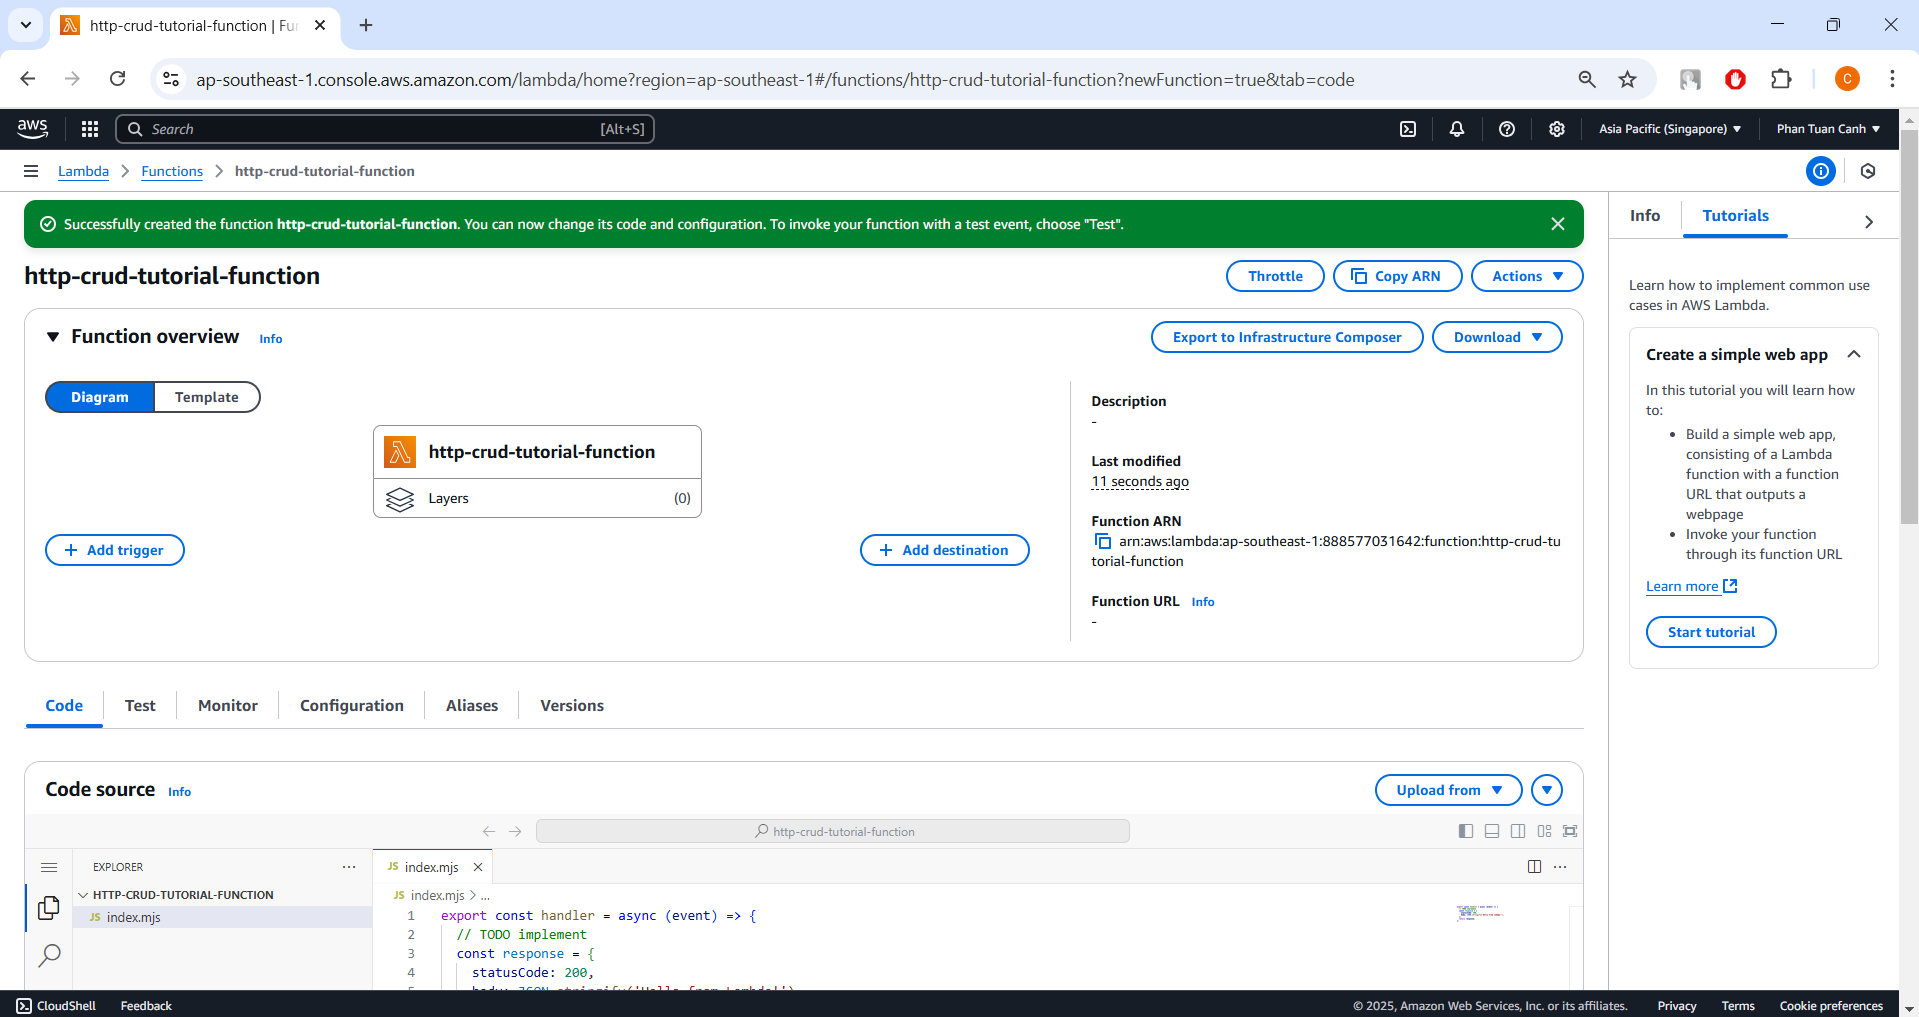 http-crud-tutorial-function | Fu
ap-southeast-1.console.aws.amazon.com/lambda/home?region=ap-southeast-1#/functions/http-crud-tutorial-function?newFunction=true&tab=code
C
aws
Search
[Alt+S]
Asia Pacific (Singapore)
Phan Tuan Canh
Lambda
Functions
http-crud-tutorial-function
Successfully created the function http-crud-tutorial-function. You can now change its code and configuration. To invoke your function with a test event, choose "Test".
http-crud-tutorial-function
Throttle
Copy ARN
Actions
Function overview
Info
Export to Infrastructure Composer
Download
Diagram
Template
http-crud-tutorial-function
Layers
(0)
+ Add trigger
+ Add destination
Description
-
Last modified
11 seconds ago
Function ARN
arn:aws:lambda:ap-southeast-1:888577031642:function:http-crud-tu
torial-function
Function URL
Info
-
Info
Tutorials
Learn how to implement common use
cases in AWS Lambda.
Create a simple web app
In this tutorial you will learn how
to:
• Build a simple web app,
consisting of a Lambda
function with a function
URL that outputs a
webpage
• Invoke your function
through its function URL
Learn more
Start tutorial
Code
Test
Monitor
Configuration
Aliases
Versions
Code source
Info
Upload from
http-crud-tutorial-function
EXPLORER
HTTP-CRUD-TUTORIAL-FUNCTION
JS index.mjs
JS index.mjs
JS index.mjs > ...
1 export const handler = async (event) => {
2 // TODO implement
3 const response = {
4 statusCode: 200,
5 body: JSON.stringify('Hello from Lambda!')
CloudShell
Feedback
© 2025, Amazon Web Services, Inc. or its affiliates.
Privacy
Terms
Cookie preferences